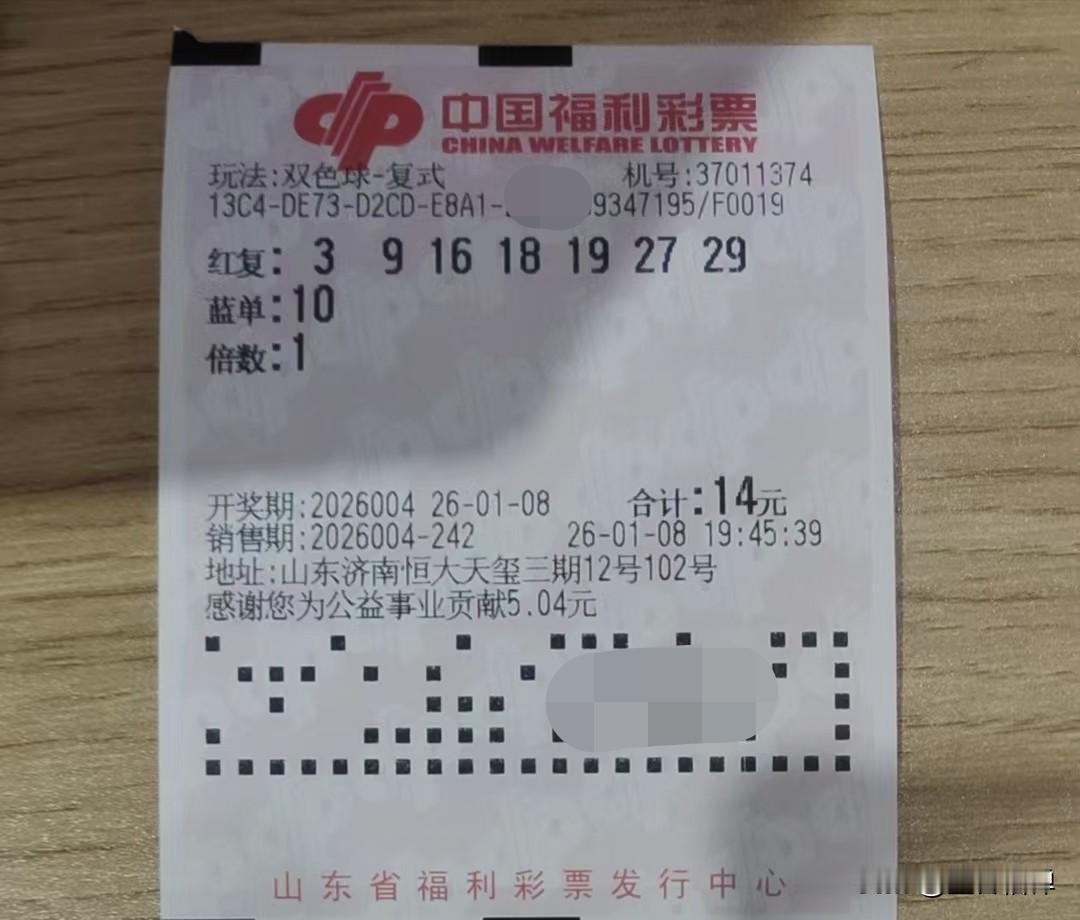 中国福利彩票
CHINA WELFARE LOTTERY
玩法:双色球-复式 机号:37011374
13C4-DE73-D2CD-E8A1- 9347195/F0019
红复: 3 9 16 18 19 27 29
蓝单:10
倍数:1
开奖期:2026004 26-01-08 合计:14元
销售期:2026004-242 26-01-08 19:45:39
地址:山东济南恒大天玺三期12号102号
感谢您为公益事业贡献5.04元
山东省福利彩票发行中心